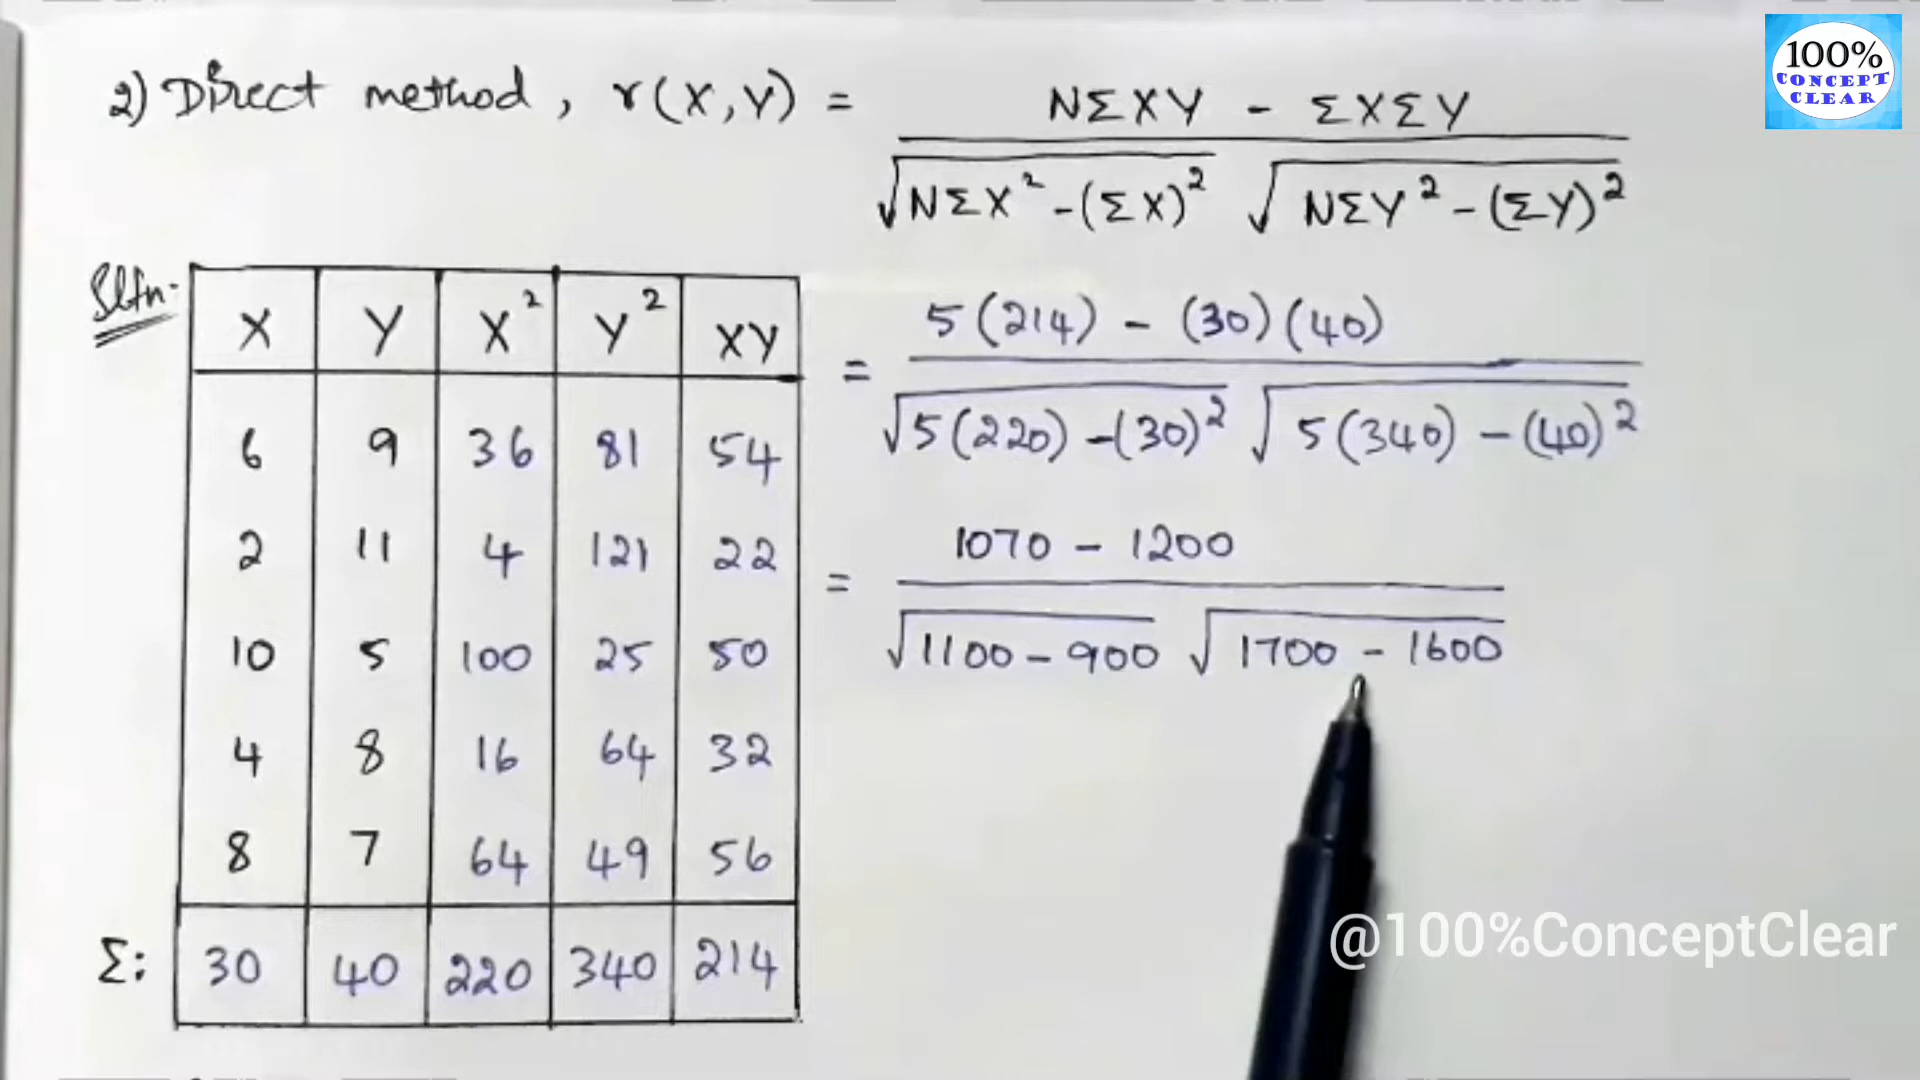 100%
CONCEPT
CLEAR
2) Direct method, r(X,Y) = NΣXY - ΣXΣY
√NΣX² - (ΣX)² √NΣY² - (ΣY)²
Sltn-
X Y X² Y² XY
6 9 36 81 54
2 11 4 121 22
10 5 100 25 50
4 8 16 64 32
8 7 64 49 56
Σ: 30 40 220 340 214
= 5(214) - (30)(40)
√5(220) - (30)² √5(340) - (40)²
= 1070 - 1200
√1100 - 900 √1700 - 1600
@100%ConceptClear